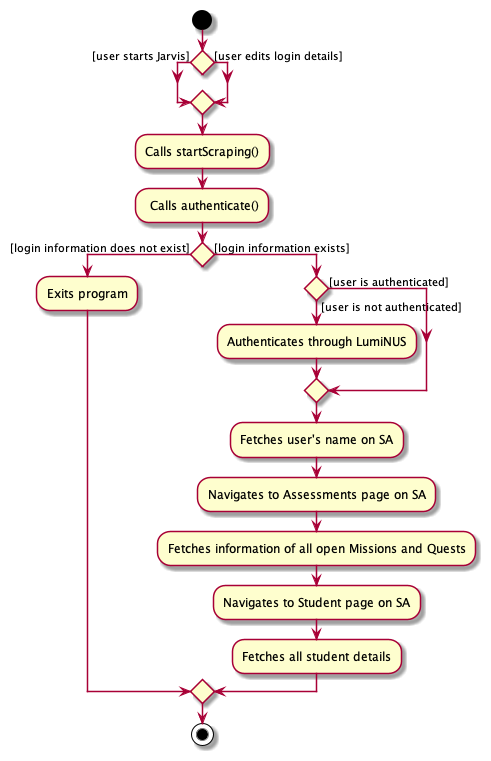 [user starts Jarvis]
[user edits login details]
Calls startScraping()
Calls authenticate()
[login information does not exist]
[login information exists]
Exits program
[user is authenticated]
[user is not authenticated]
Authenticates through LumiNUS
Fetches user's name on SA
Navigates to Assessments page on SA
Fetches information of all open Missions and Quests
Navigates to Student page on SA
Fetches all student details